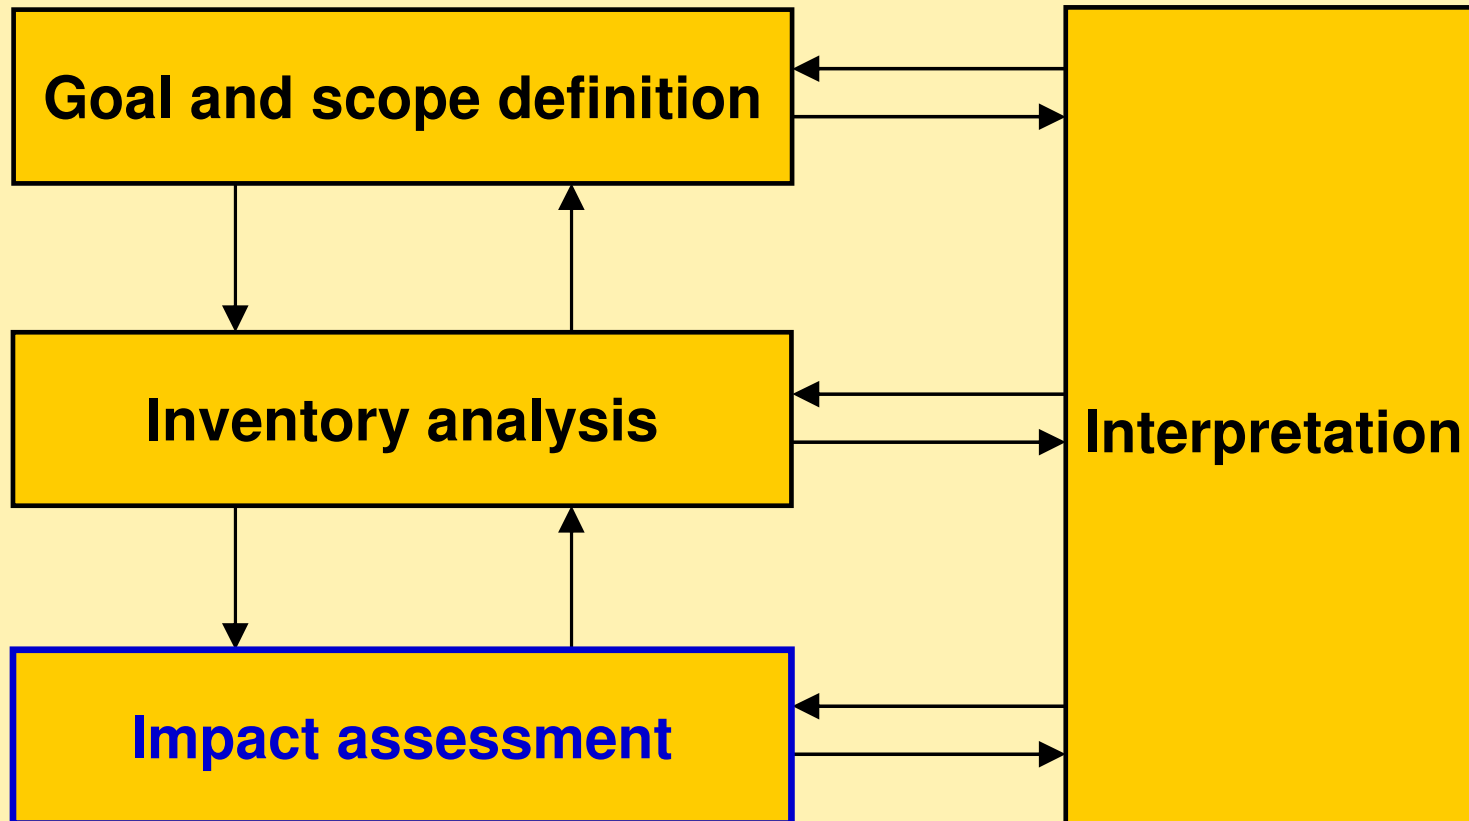 Goal and scope definition
Inventory analysis
Interpretation
Impact assessment